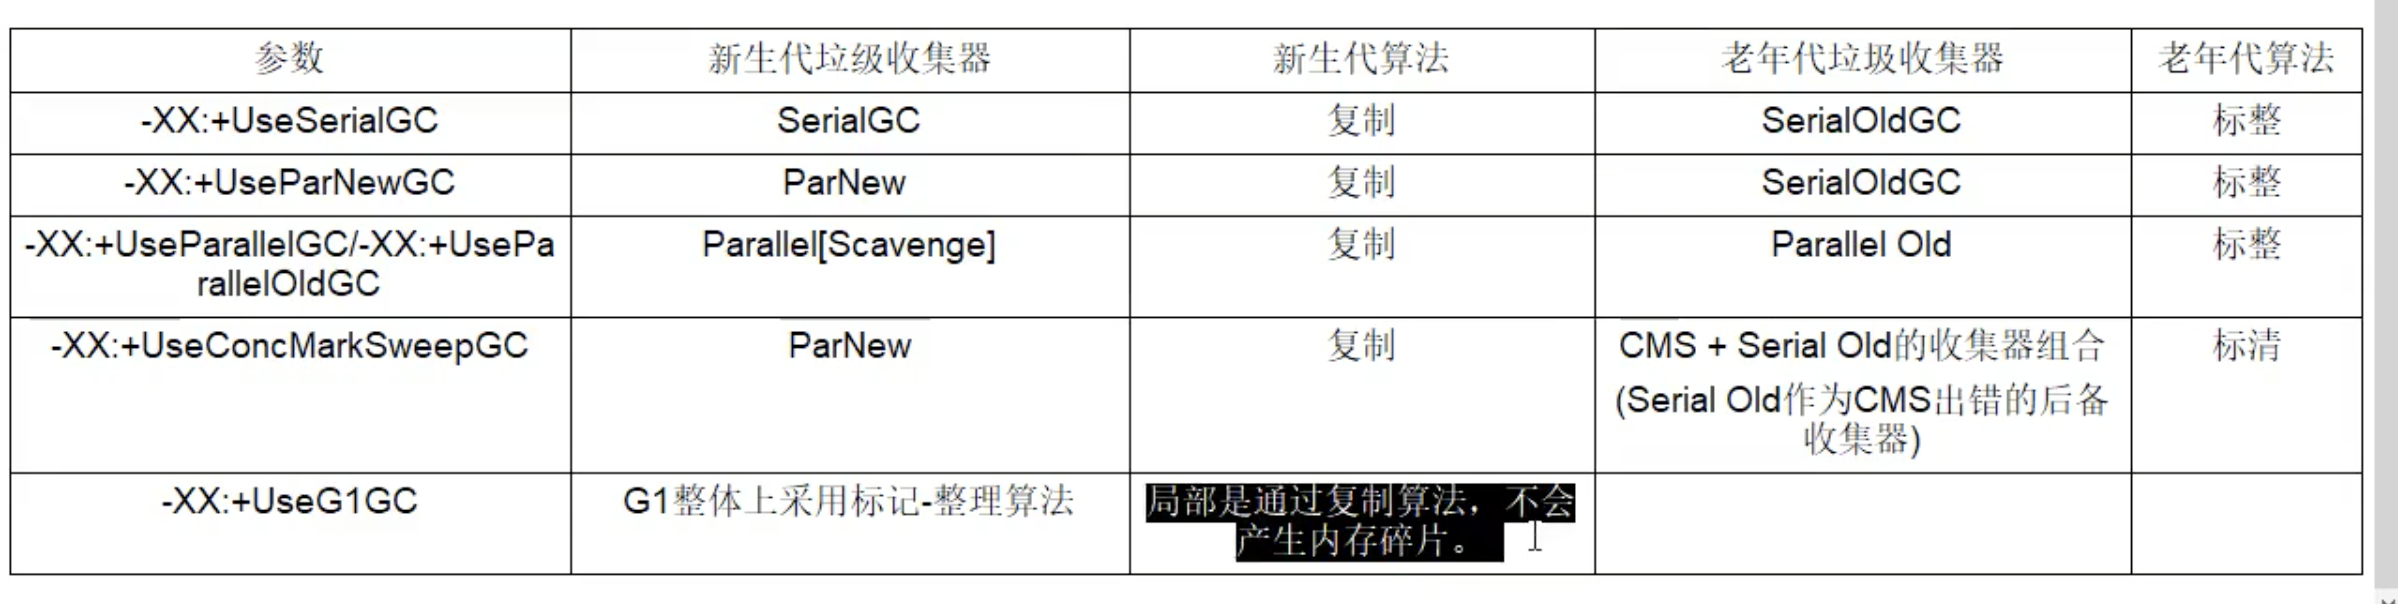 参数 新生代垃级收集器 新生代算法 老年代垃圾收集器 老年代算法
-XX:+UseSerialGC SerialGC 复制 SerialOldGC 标整
-XX:+UseParNewGC ParNew 复制 SerialOldGC 标整
-XX:+UseParallelGC/-XX:+UsePa Parallel[Scavenge] 复制 Parallel Old 标整
rallelOldGC
-XX:+UseConcMarkSweepGC ParNew 复制 CMS + Serial Old的收集器组合 标清
(Serial Old作为CMS出错的后备
收集器)
-XX:+UseG1GC G1整体上采用标记-整理算法 局部是通过复制算法，不会
产生内存碎片。